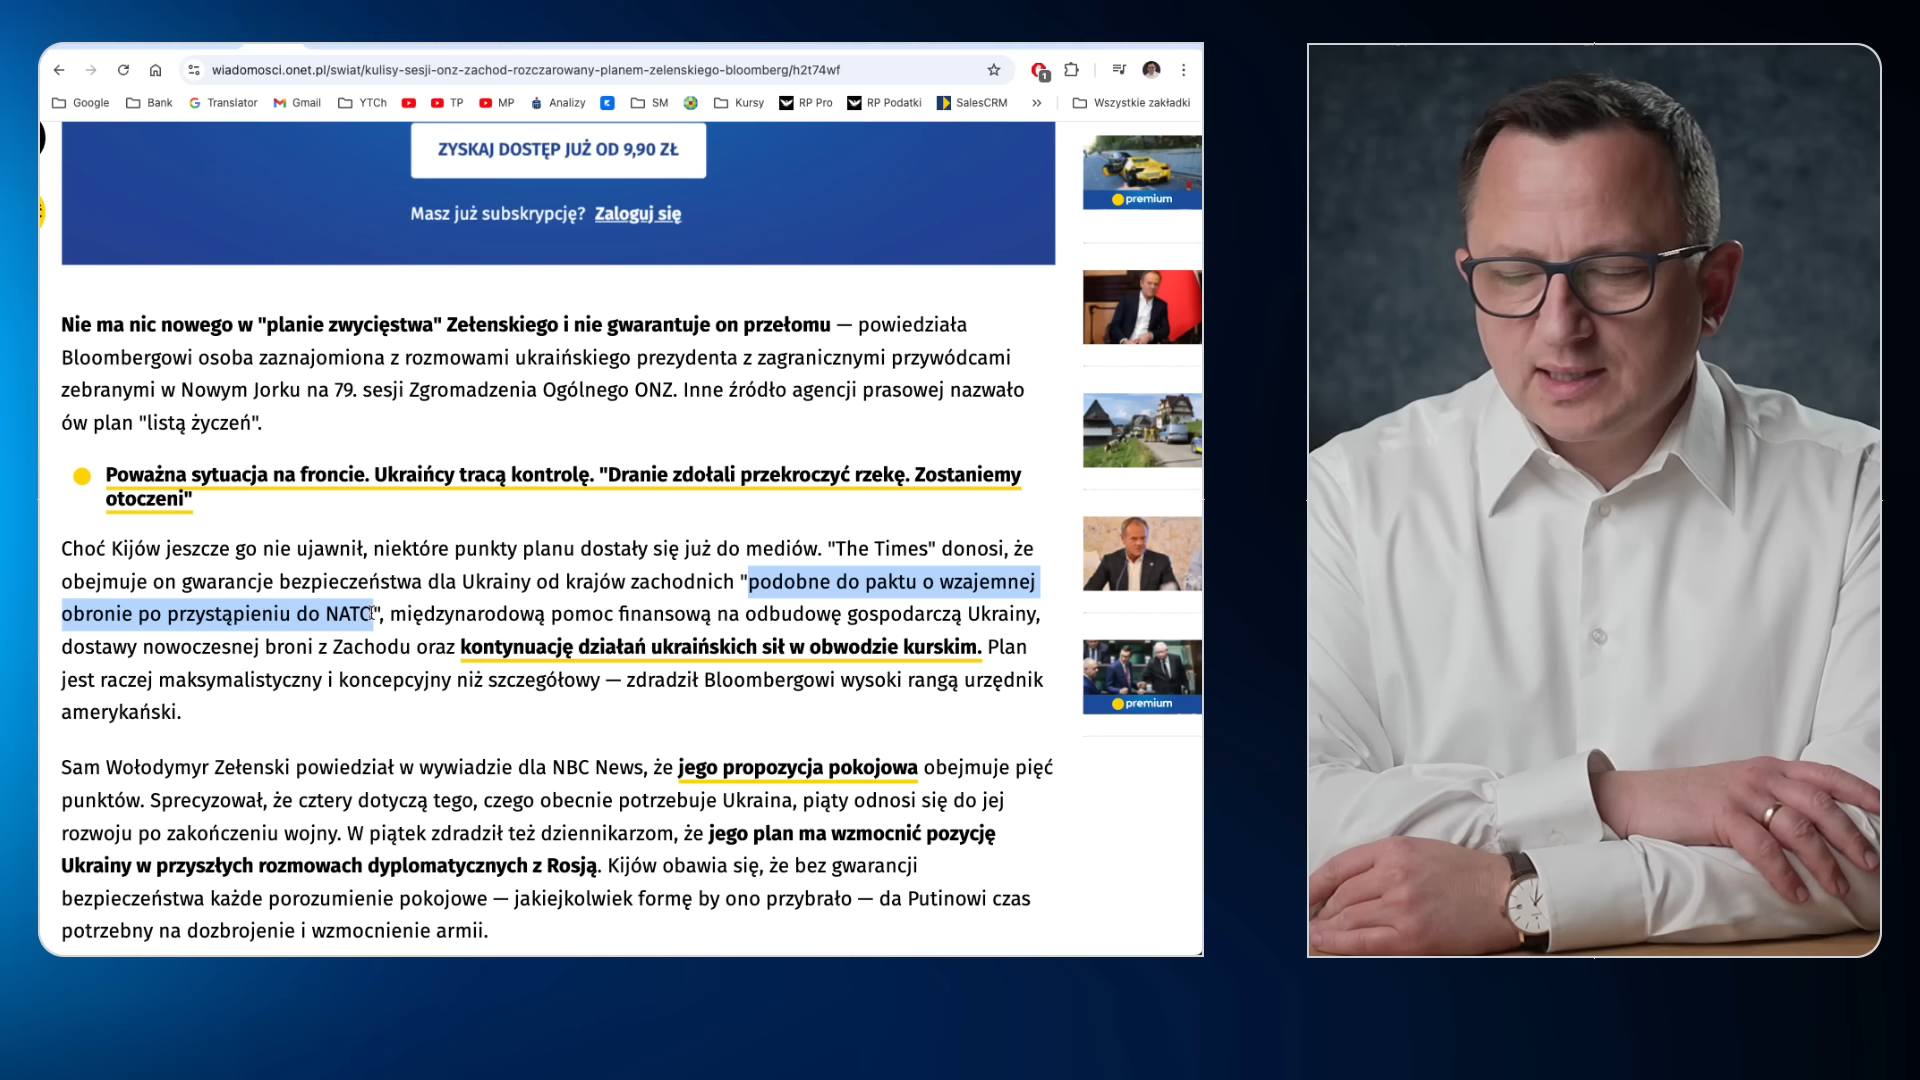 wiadomosci.onet.pl/swiat/kulisy-sesji-onz-zachod-rozczarowany-planem-zelenskiego-bloomberg/h2t74wf
1
Google Bank Translator Gmail YTCh TP MP Analizy SM Kursy RP Pro RP Podatki SalesCRM » Wszystkie zakładki
ZYSKAJ DOSTĘP JUŻ OD 9,90 ZŁ
Masz już subskrypcję? Zaloguj się
premium
Nie ma nic nowego w "planie zwycięstwa" Zełenskiego i nie gwarantuje on przełomu — powiedziała
Bloombergowi osoba zaznajomiona z rozmowami ukraińskiego prezydenta z zagranicznymi przywódcami
zebranymi w Nowym Jorku na 79. sesji Zgromadzenia Ogólnego ONZ. Inne źródło agencji prasowej nazwało
ów plan "listą życzeń".
Poważna sytuacja na froncie. Ukraińcy tracą kontrolę. "Dranie zdołali przekroczyć rzekę. Zostaniemy
otoczeni"
Choć Kijów jeszcze go nie ujawnił, niektóre punkty planu dostały się już do mediów. "The Times" donosi, że
obejmuje on gwarancje bezpieczeństwa dla Ukrainy od krajów zachodnich "podobne do paktu o wzajemnej
obronie po przystąpieniu do NATO", międzynarodową pomoc finansową na odbudowę gospodarczą Ukrainy,
dostawy nowoczesnej broni z Zachodu oraz kontynuację działań ukraińskich sił w obwodzie kurskim. Plan
jest raczej maksymalistyczny i koncepcyjny niż szczegółowy — zdradził Bloombergowi wysoki rangą urzędnik
amerykański.
premium
Sam Wołodymyr Zełenski powiedział w wywiadzie dla NBC News, że jego propozycja pokojowa obejmuje pięć
punktów. Sprecyzował, że cztery dotyczą tego, czego obecnie potrzebuje Ukraina, piąty odnosi się do jej
rozwoju po zakończeniu wojny. W piątek zdradził też dziennikarzom, że jego plan ma wzmocnić pozycję
Ukrainy w przyszłych rozmowach dyplomatycznych z Rosją. Kijów obawia się, że bez gwarancji
bezpieczeństwa każde porozumienie pokojowe — jakiejkolwiek formę by ono przybrało — da Putinowi czas
potrzebny na dozbrojenie i wzmocnienie armii.